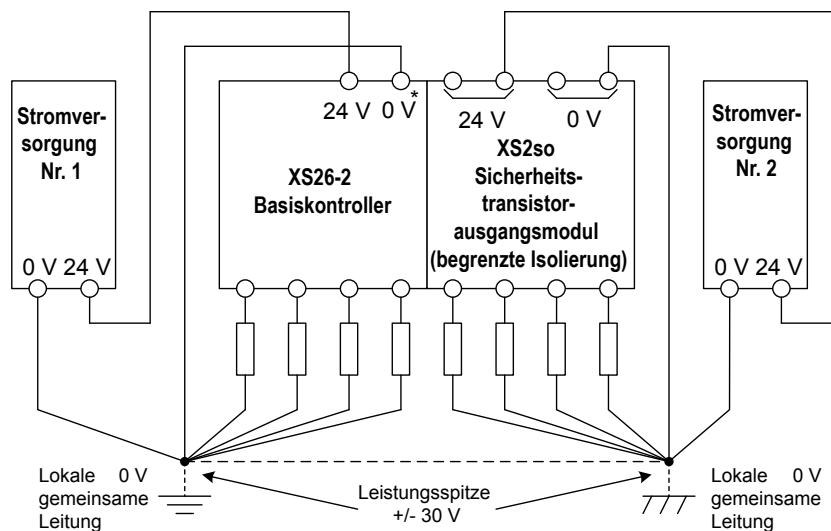 Stromver-
sorgung
Nr. 1
0 V 24 V
24 V 0 V*
XS26-2
Basiskontroller
24 V
0 V
XS2so
Sicherheits-
transistor-
ausgangsmodul
(begrenzte Isolierung)
Stromver-
sorgung
Nr. 2
0 V 24 V
Lokale 0 V
gemeinsame
Leitung
Leistungsspitze
+/- 30 V
Lokale 0 V
gemeinsame
Leitung